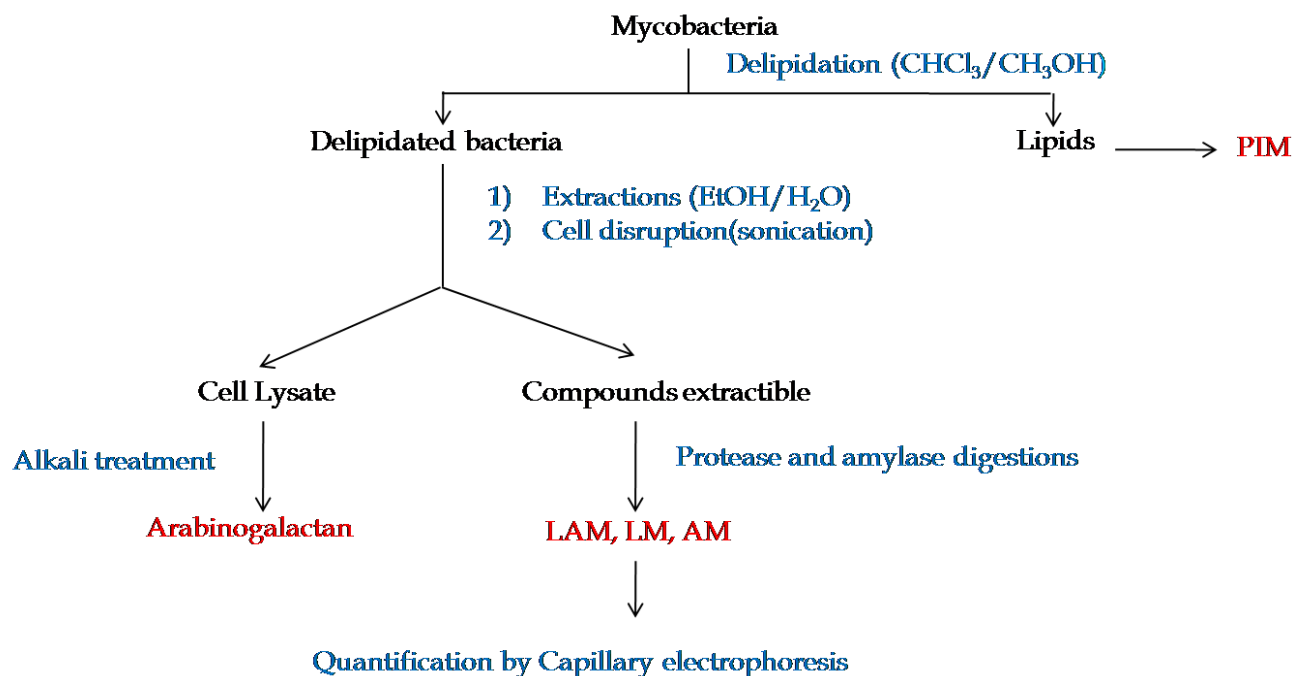 Mycobacteria
Delipidation (CHCl₃/CH₃OH)
Delipidated bacteria
Lipids
PIM
1) Extractions (EtOH/H₂O)
2) Cell disruption(sonication)
Cell Lysate
Compounds extractible
Alkali treatment
Protease and amylase digestions
Arabinogalactan
LAM, LM, AM
Quantification by Capillary electrophoresis